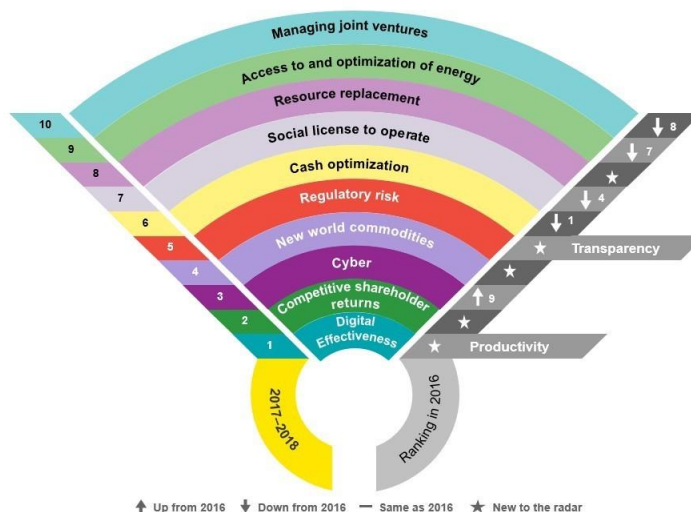 Managing joint ventures
Access to and optimization of energy
Resource replacement
Social license to operate
Cash optimization
Regulatory risk
New world commodities
Cyber
Competitive shareholder
returns
Digital
Effectiveness
10
9
8
7
6
5
4
3
2
1
8
7
4
1
Transparency
9
Productivity
2017–2018
Ranking in 2016
Up from 2016
Down from 2016
Same as 2016
New to the radar